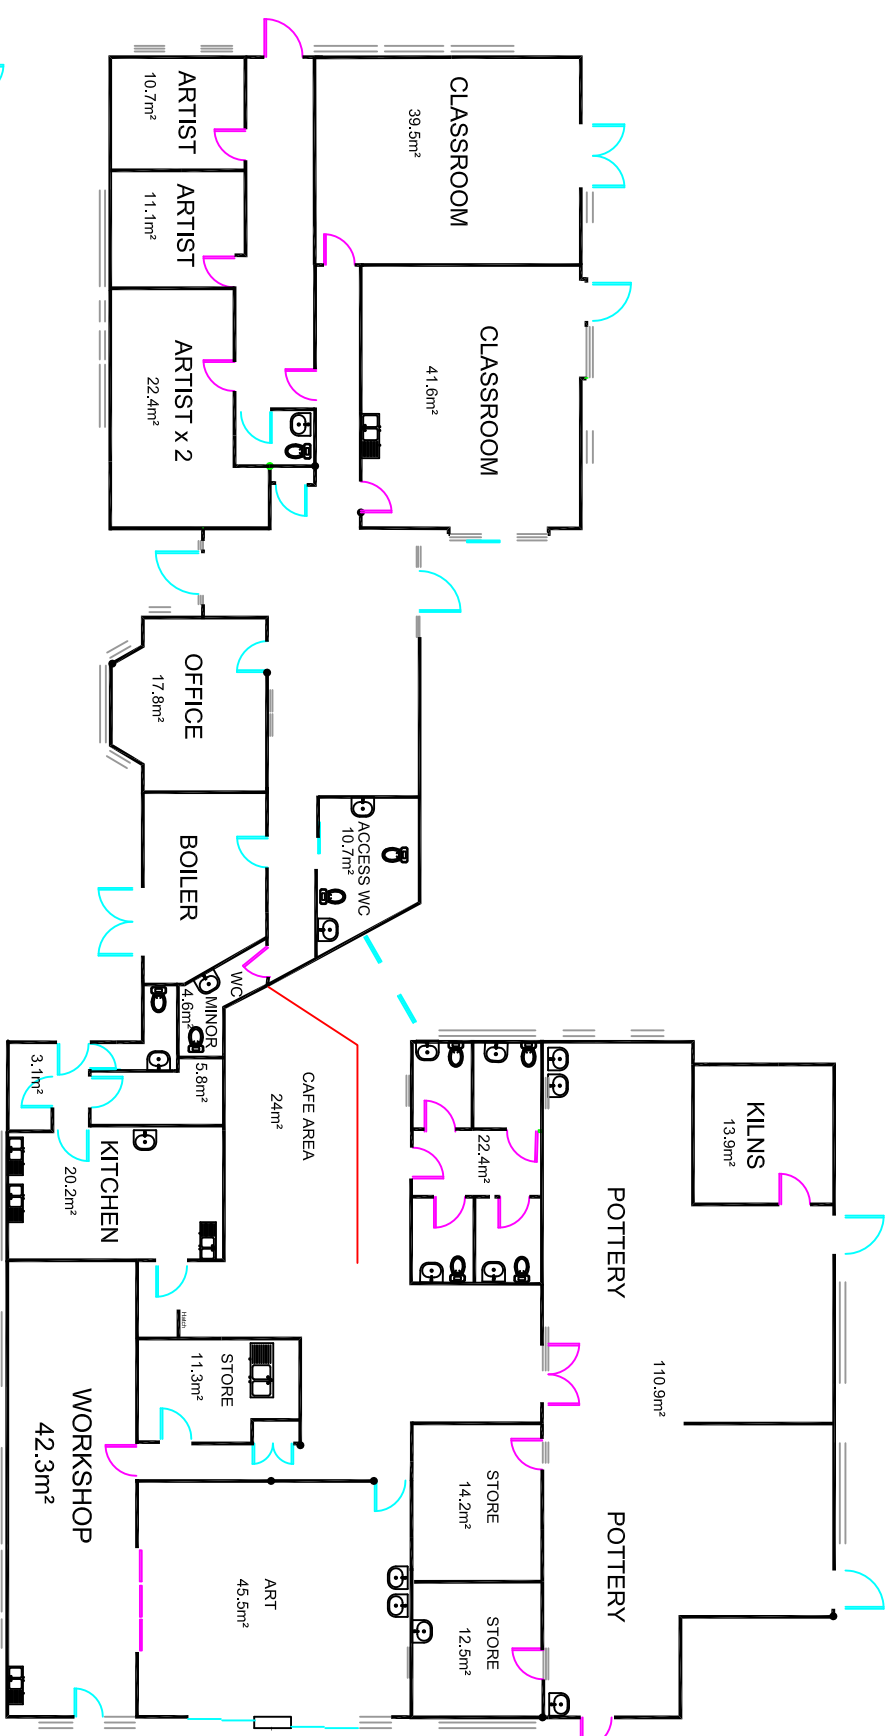 ARTIST
10.7m²
CLASSROOM
39.5m²
ARTIST
11.1m²
ARTIST x 2
22.4m²
CLASSROOM
41.6m²
OFFICE
17.8m²
BOILER
ACCESS WC
10.7m²
WC
MINOR
4.6m²
3.1m²
5.8m²
CAFE AREA
24m²
22.4m²
KILNS
13.9m²
KITCHEN
20.2m²
POTTERY
110.9m²
Hatch
STORE
11.3m²
WORKSHOP
42.3m²
STORE
14.2m²
POTTERY
ART
45.5m²
STORE
12.5m²